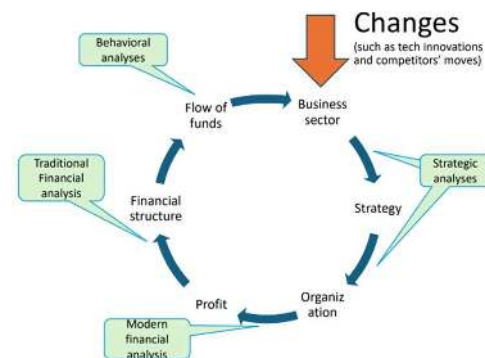 Changes
(such as tech innovations
and competitors' moves)
Behavioral
analyses
Flow of
funds
Business
sector
Traditional
Financial
analysis
Strategic
analyses
Financial
structure
Strategy
Profit
Organiz
ation
Modern
financial
analysis